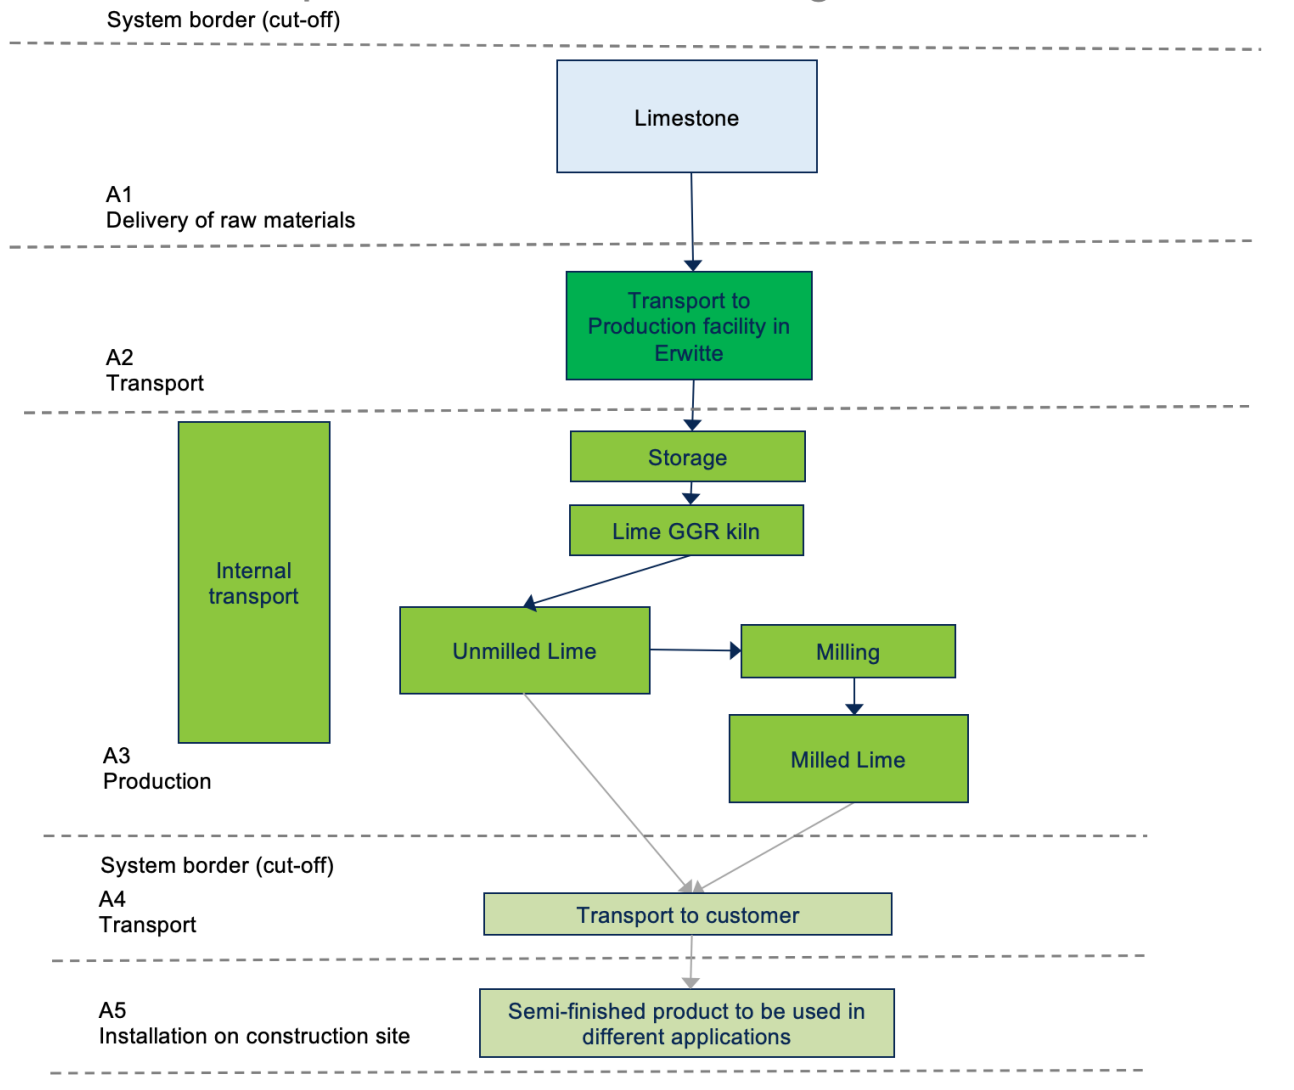 System border (cut-off)
Limestone
A1
Delivery of raw materials
Transport to
Production facility in
Erwitte
A2
Transport
Storage
Lime GGR kiln
Internal
transport
Unmilled Lime
Milling
Milled Lime
A3
Production
System border (cut-off)
A4
Transport
Transport to customer
A5
Installation on construction site
Semi-finished product to be used in
different applications